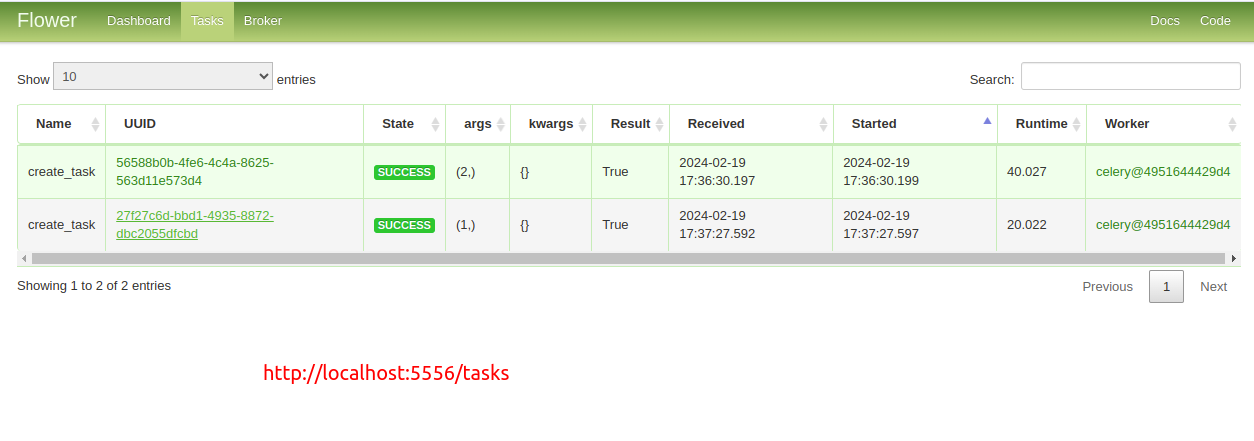 Flower Dashboard Tasks Broker Docs Code
Show 10 entries Search:
Name UUID State args kwargs Result Received Started Runtime Worker
create_task 56588b0b-4fe6-4c4a-8625-563d11e573d4 SUCCESS (2,) {} True 2024-02-19 17:36:30.197 2024-02-19 17:36:30.199 40.027 celery@4951644429d4
create_task 27f27c6d-bbd1-4935-8872-dbc2055dfcbd SUCCESS (1,) {} True 2024-02-19 17:37:27.592 2024-02-19 17:37:27.597 20.022 celery@4951644429d4
Showing 1 to 2 of 2 entries Previous 1 Next
http://localhost:5556/tasks